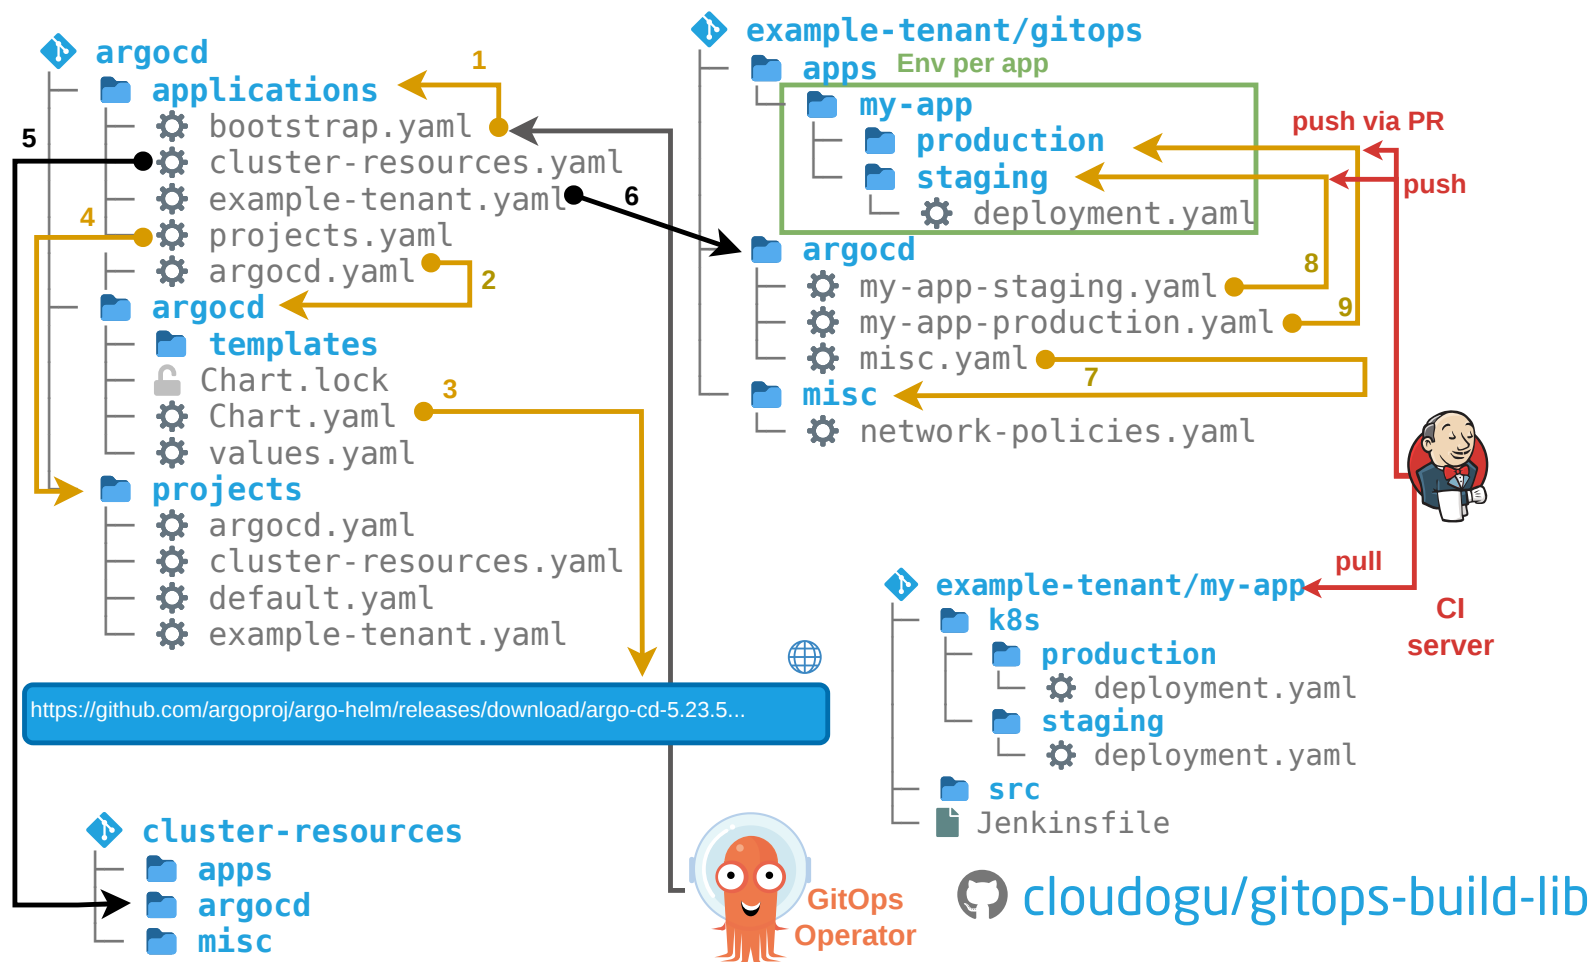 argocd
applications
1
bootstrap.yaml
5
cluster-resources.yaml
example-tenant.yaml
6
4
projects.yaml
argocd.yaml
2
argocd
templates
Chart.lock
3
Chart.yaml
values.yaml
projects
argocd.yaml
cluster-resources.yaml
default.yaml
example-tenant.yaml
https://github.com/argoproj/argo-helm/releases/download/argo-cd-5.23.5...
cluster-resources
apps
argocd
misc
GitOps
Operator
example-tenant/gitops
apps
Env per app
my-app
production
staging
deployment.yaml
push via PR
push
argocd
8
my-app-staging.yaml
9
my-app-production.yaml
misc.yaml
7
misc
network-policies.yaml
pull
CI
server
example-tenant/my-app
k8s
production
deployment.yaml
staging
deployment.yaml
src
Jenkinsfile
cloudogu/gitops-build-lib